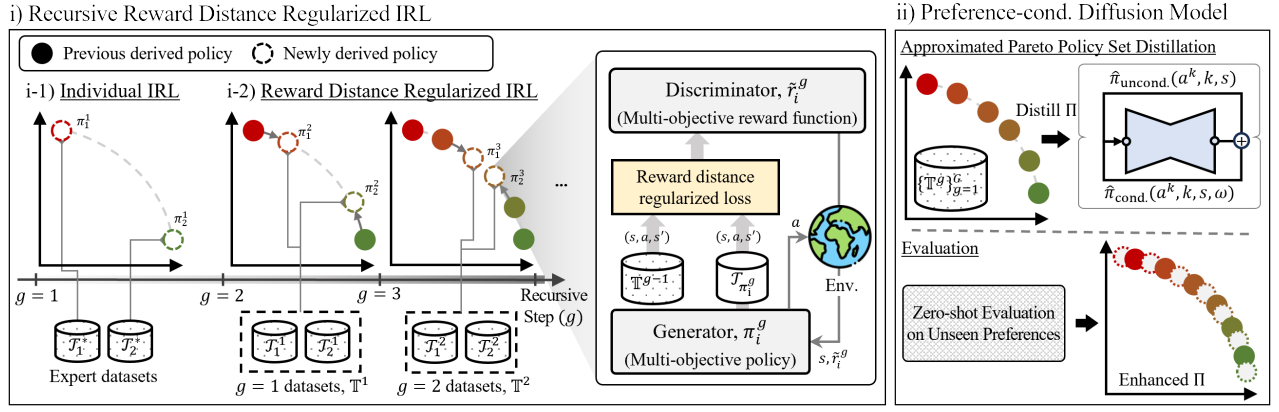 i) Recursive Reward Distance Regularized IRL
Previous derived policy
Newly derived policy
i-1) Individual IRL
π₁¹
π₂¹
i-2) Reward Distance Regularized IRL
π₁²
π₂²
π₁³
π₂³
...
g = 1
g = 2
g = 3
Recursive
Step (g)
𝒯₁*
𝒯₂*
Expert datasets
𝒯₁¹
𝒯₂¹
g = 1 datasets, 𝕋¹
𝒯₁²
𝒯₂²
g = 2 datasets, 𝕋²
Discriminator, r̃ᵢᵍ
(Multi-objective reward function)
Reward distance
regularized loss
(s, a, s′)
(s, a, s′)
𝕋ᵍ⁻¹
𝒯_{πᵢᵍ}
a
Env.
Generator, πᵢᵍ
(Multi-objective policy)
s, r̃ᵢᵍ
ii) Preference-cond. Diffusion Model
Approximated Pareto Policy Set Distillation
Distill Π
{𝕋ᵍ}_{g=1}^{G}
π̂_{uncond.}(aᵏ, k, s)
+
π̂_{cond.}(aᵏ, k, s, ω)
Evaluation
Zero-shot Evaluation
on Unseen Preferences
Enhanced Π